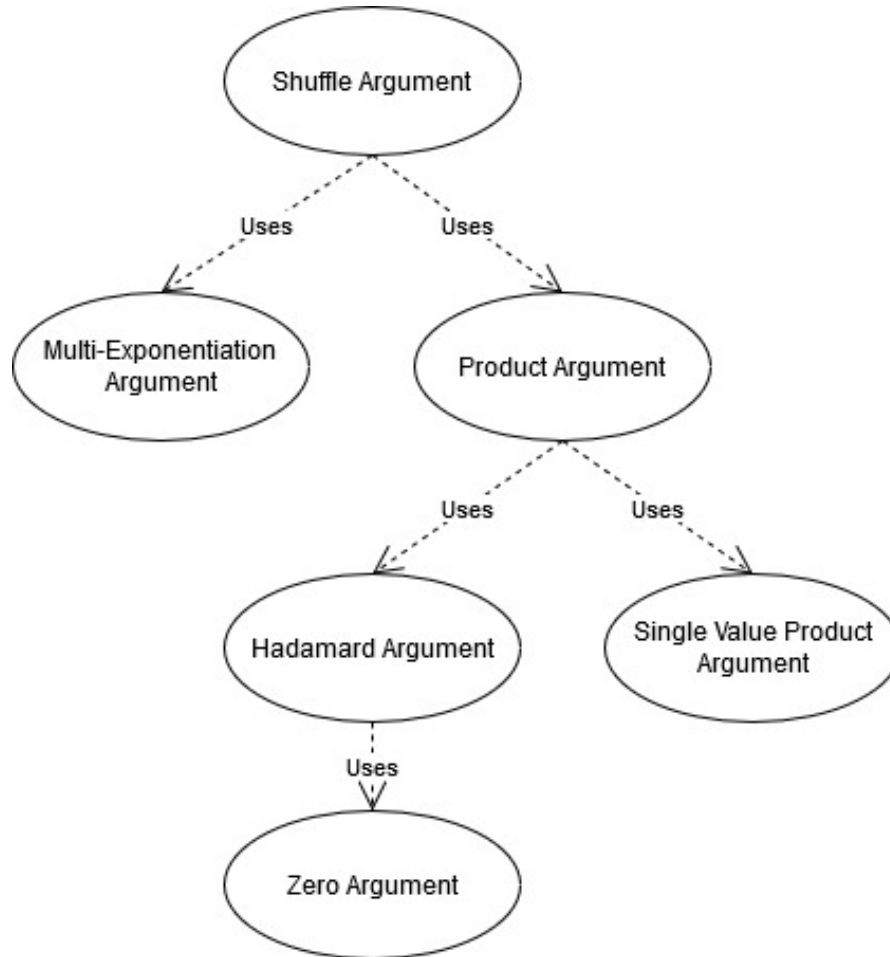 Shuffle Argument
Uses
Uses
Multi-Exponentiation
Argument
Product Argument
Uses
Uses
Hadamard Argument
Single Value Product
Argument
Uses
Zero Argument